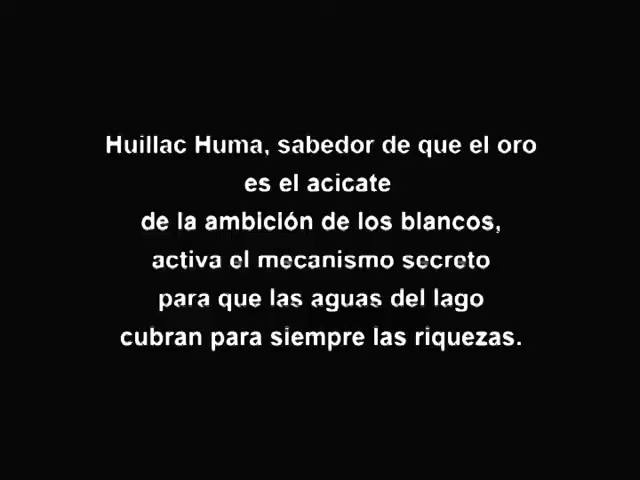 Huillac Huma, sabedor de que el oro
es el acicate
de la ambición de los blancos,
activa el mecanismo secreto
para que las aguas del lago
cubran para siempre las riquezas.